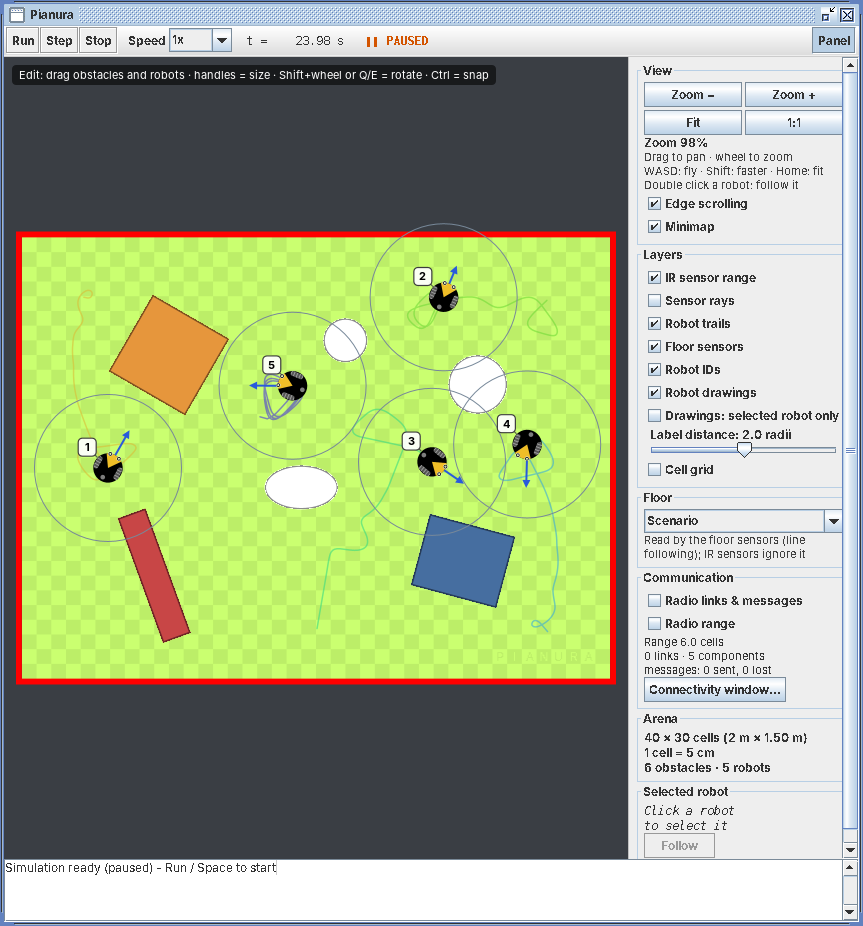 Pianura
Run Step Stop Speed 1x t = 23.98 s PAUSED Panel
Edit: drag obstacles and robots · handles = size · Shift+wheel or Q/E = rotate · Ctrl = snap
2
5
1
3
4
PIANURA
View
Zoom – Zoom +
Fit 1:1
Zoom 98%
Drag to pan · wheel to zoom
WASD: fly · Shift: faster · Home: fit
Double click a robot: follow it
Edge scrolling
Minimap
Layers
IR sensor range
Sensor rays
Robot trails
Floor sensors
Robot IDs
Robot drawings
Drawings: selected robot only
Label distance: 2.0 radii
Cell grid
Floor
Scenario
Read by the floor sensors (line
following); IR sensors ignore it
Communication
Radio links & messages
Radio range
Range 6.0 cells
0 links · 5 components
messages: 0 sent, 0 lost
Connectivity window...
Arena
40 × 30 cells (2 m × 1.50 m)
1 cell = 5 cm
6 obstacles · 5 robots
Selected robot
Click a robot
to select it
Follow
Simulation ready (paused) – Run / Space to start